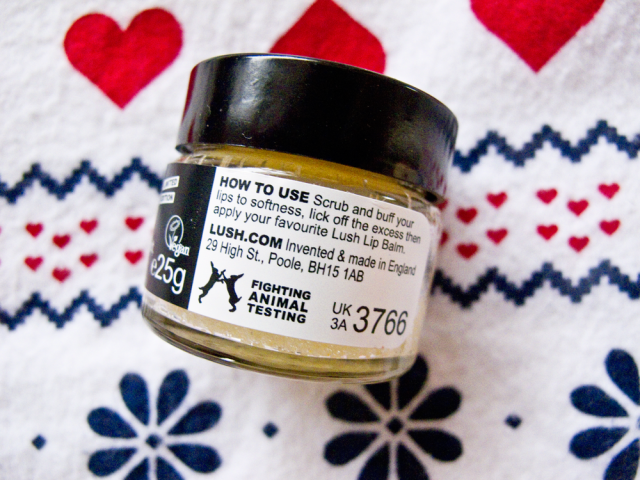 HOW TO USE Scrub and buff your
lips to softness, lick off the excess then
apply your favourite Lush Lip Balm.
LUSH.COM Invented & made in England
29 High St., Poole, BH15 1AB
FIGHTING
ANIMAL
TESTING
UK
3A 3766
Vegan
e25g